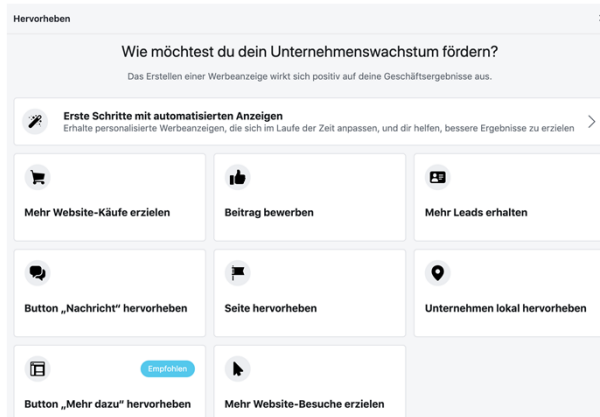 Hervorheben
Wie möchtest du dein Unternehmenswachstum fördern?
Das Erstellen einer Werbeanzeige wirkt sich positiv auf deine Geschäftsergebnisse aus.
Erste Schritte mit automatisierten Anzeigen
Erhalte personalisierte Werbeanzeigen, die sich im Laufe der Zeit anpassen, und dir helfen, bessere Ergebnisse zu erzielen
Mehr Website-Käufe erzielen
Beitrag bewerben
Mehr Leads erhalten
Button „Nachricht“ hervorheben
Seite hervorheben
Unternehmen lokal hervorheben
Empfohlen
Button „Mehr dazu“ hervorheben
Mehr Website-Besuche erzielen